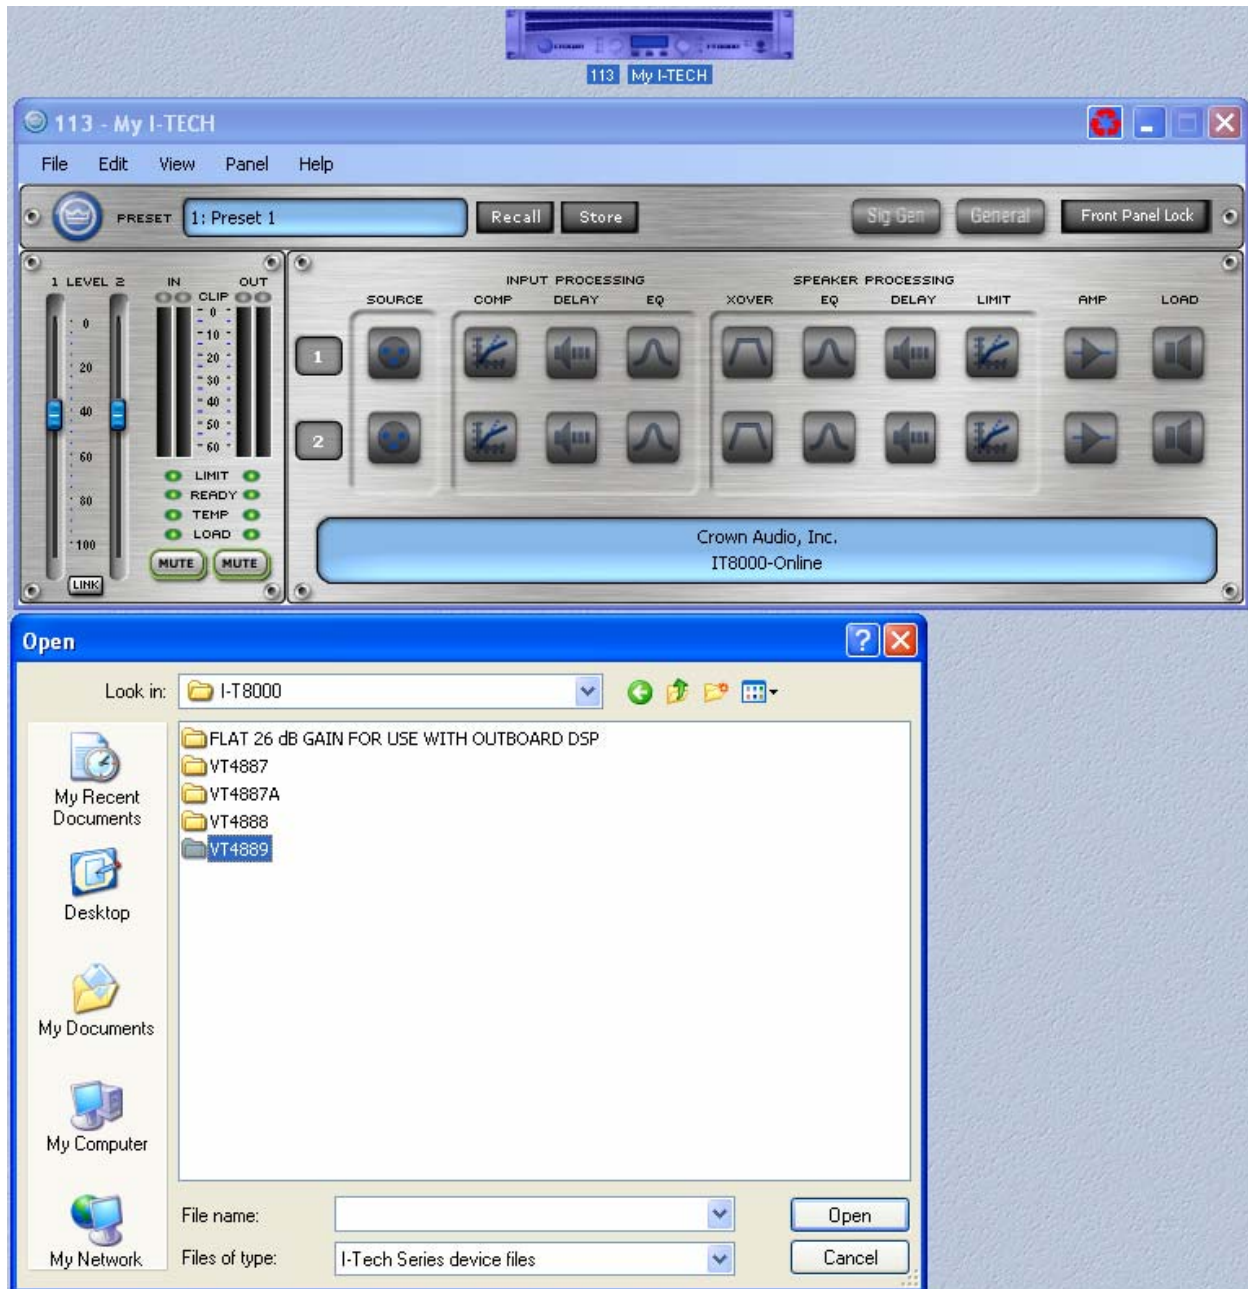 113 My I-TECH
113 - My I-TECH
File Edit View Panel Help
PRESET 1: Preset 1 Recall Store Sig Gen General Front Panel Lock
1 LEVEL 2 IN OUT
CLIP
0
20
40
60
80
100
0
-10
-20
-30
-40
-50
-60
LIMIT
READY
TEMP
LOAD
MUTE MUTE
LINK
INPUT PROCESSING SPEAKER PROCESSING
SOURCE COMP DELAY EQ XOVER EQ DELAY LIMIT AMP LOAD
1
2
Crown Audio, Inc.
IT8000-Online
Open
Look in: I-T8000
FLAT 26 dB GAIN FOR USE WITH OUTBOARD DSP
VT4887
VT4887A
VT4888
VT4889
My Recent
Documents
Desktop
My Documents
My Computer
My Network
File name: Open
Files of type: I-Tech Series device files Cancel